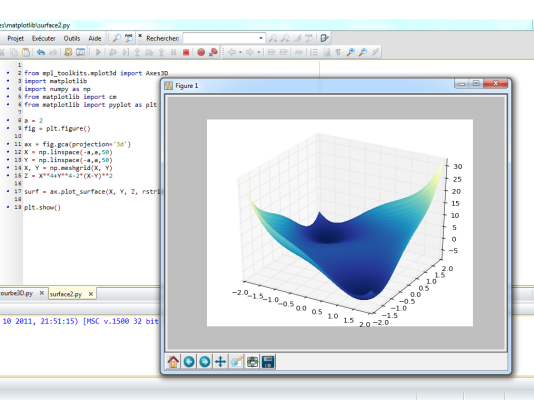 s\matplotlib\surface2.py
Projet Exécuter Outils Aide Rechercher:
1
2 from mpl_toolkits.mplot3d import Axes3D
3 import matplotlib
4 import numpy as np
5 from matplotlib import cm
6 from matplotlib import pyplot as plt
8 a = 2
9 fig = plt.figure()
10
11 ax = fig.gca(projection='3d')
12 X = np.linspace(-a,a,50)
13 Y = np.linspace(-a,a,50)
14 X, Y = np.meshgrid(X, Y)
15 Z = X**4+Y**4-2*(X-Y)**2
16
17 surf = ax.plot_surface(X, Y, Z, rstri
18
19 plt.show()
Figure 1
30
25
20
15
10
5
0
−5
2.0
1.5
1.0
0.5
0.0
−0.5
−1.0
−1.5
−2.0
−2.0 −1.5 −1.0 −0.5 0.0 0.5 1.0 1.5 2.0
ourbe3D.py × surface2.py ×
10 2011, 21:51:15) [MSC v.1500 32 bit